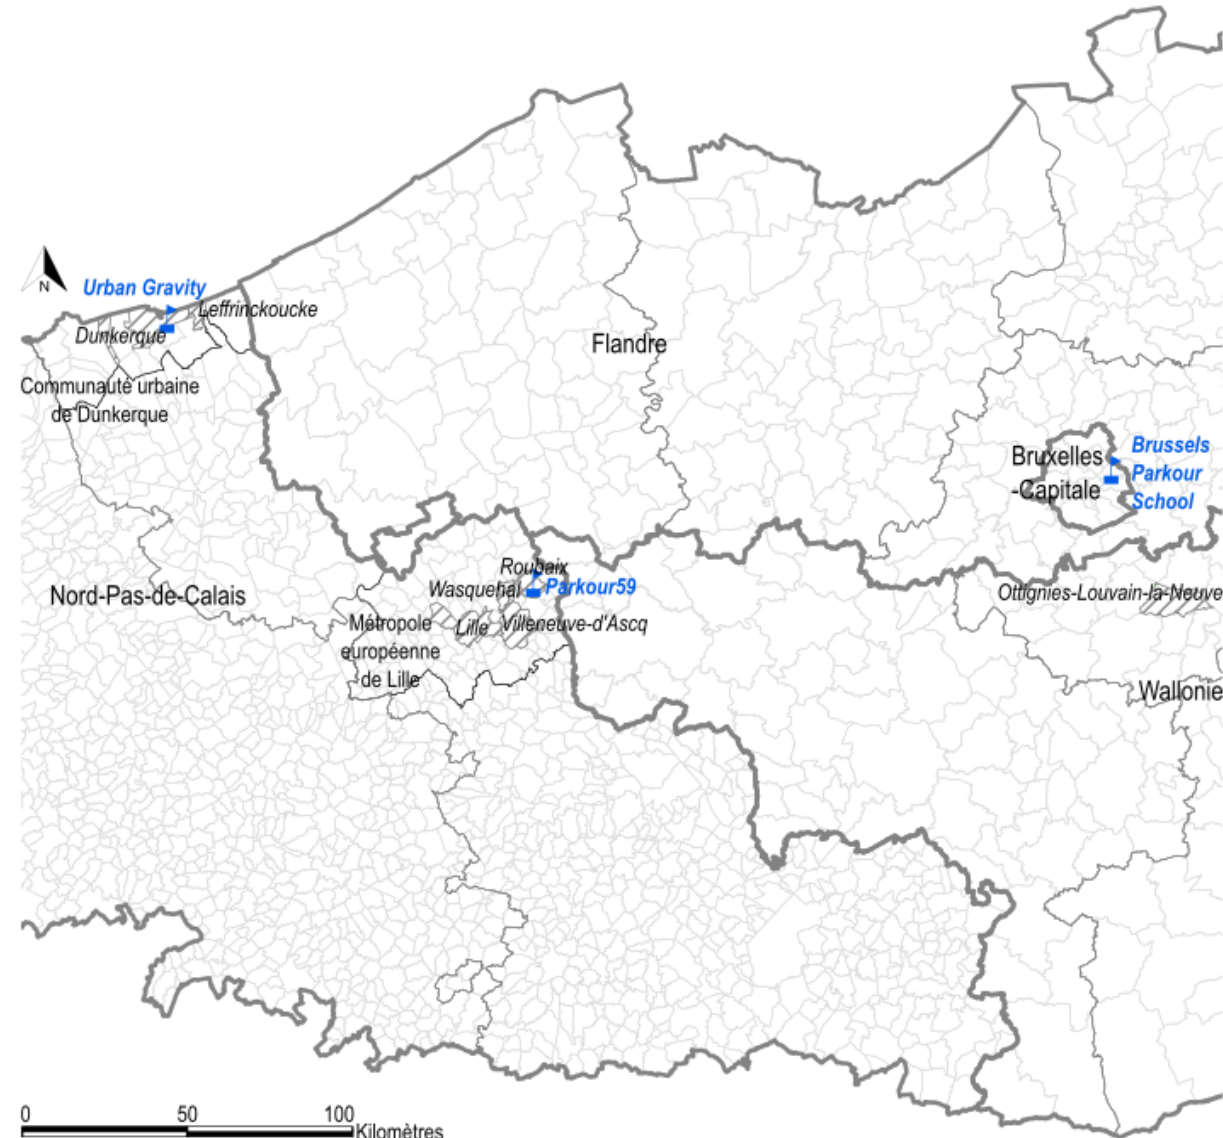 N
Urban Gravity
Leffrinckoucke
Dunkerque
Communauté urbaine
de Dunkerque
Flandre
Bruxelles
-Capitale
Brussels
Parkour
School
Nord-Pas-de-Calais
Roubaix
Wasquehal
Parkour59
Ottignies-Louvain-la-Neuve
Métropole
européenne
de Lille
Lille
Villeneuve-d'Ascq
Wallonie
0 50 100
Kilomètres